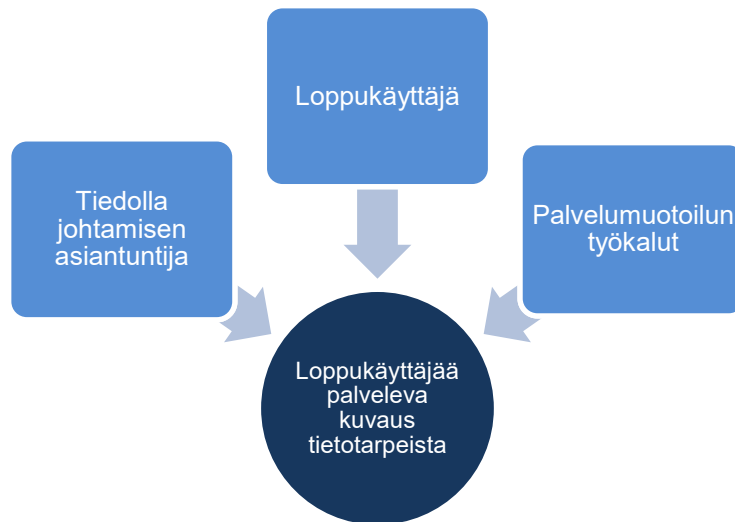 Loppukäyttäjä
Tiedolla
johtamisen
asiantuntija
Palvelumuotoilun
työkalut
Loppukäyttäjää
palveleva
kuvaus
tietotarpeista